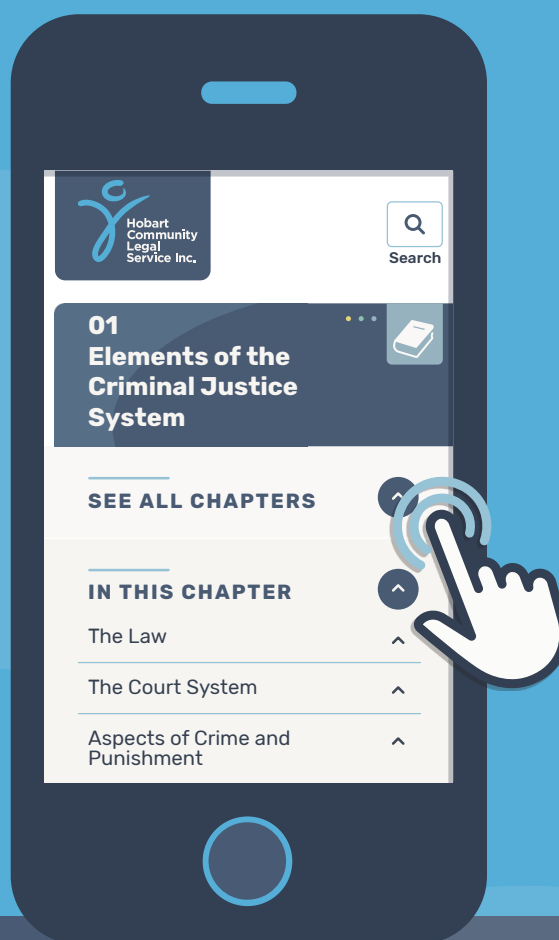 Hobart
Community
Legal
Service Inc.
Search
01
Elements of the
Criminal Justice
System
SEE ALL CHAPTERS
IN THIS CHAPTER
The Law
The Court System
Aspects of Crime and
Punishment